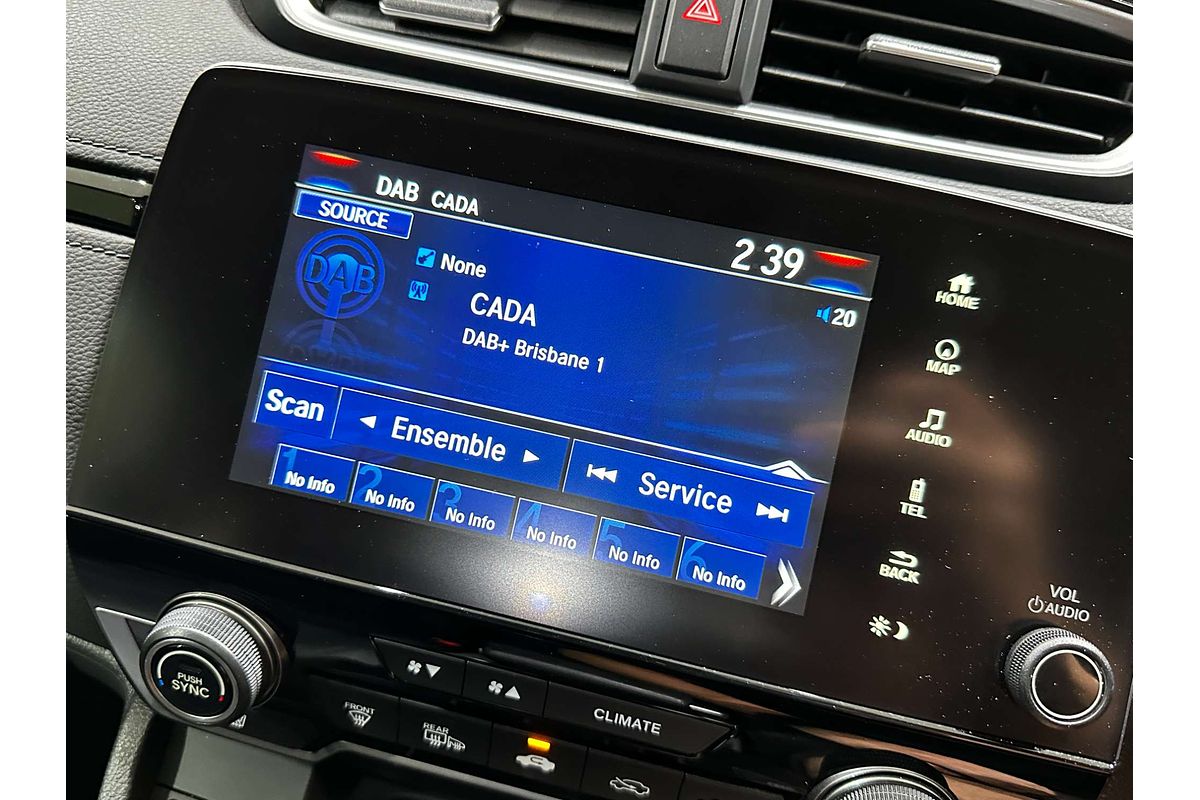 DAB CADA
2 39
SOURCE
DAB
None
CADA
20
DAB+ Brisbane 1
Scan
Ensemble
Service
1 No Info
2 No Info
3 No Info
4 No Info
5 No Info
6 No Info
HOME
MAP
AUDIO
TEL
BACK
VOL
AUDIO
PUSH
SYNC
CLIMATE
FRONT
REAR